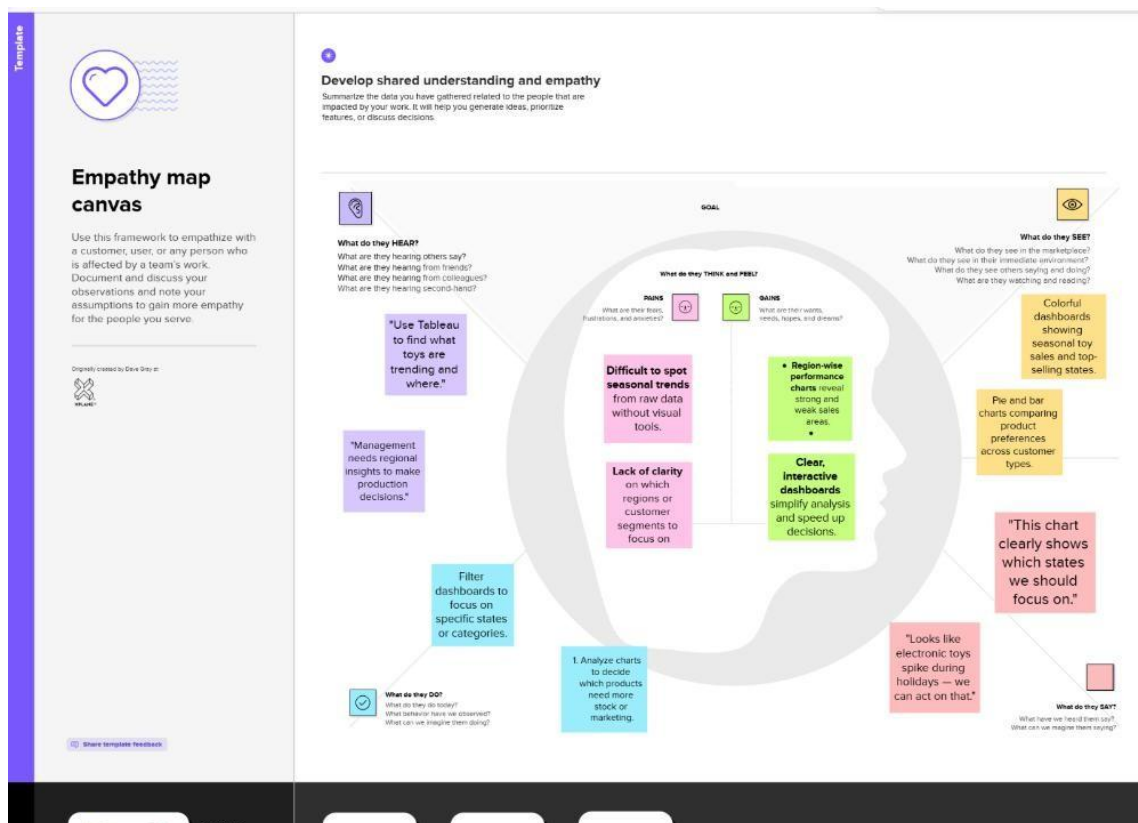 Template
Empathy map
canvas
Use this framework to empathize with
a customer, user, or any person who
is affected by a team's work.
Document and discuss your
observations and note your
assumptions to gain more empathy
for the people you serve.
Originally created by Dave Gray at
XPLANE
Share template feedback
Develop shared understanding and empathy
Summarize the data you have gathered related to the people that are
impacted by your work. It will help you generate ideas, prioritize
features, or discuss decisions.
GOAL
What do they HEAR?
What are they hearing others say?
What are they hearing from friends?
What are they hearing from colleagues?
What are they hearing second-hand?
"Use Tableau
to find what
toys are
trending and
where."
"Management
needs regional
insights to make
production
decisions."
What do they THINK and FEEL?
PAINS
What are their fears,
frustrations, and anxieties?
GAINS
What are their wants,
needs, hopes, and dreams?
Difficult to spot
seasonal trends
from raw data
without visual
tools.
Lack of clarity
on which
regions or
customer
segments to
focus on
• Region-wise
performance
charts reveal
strong and
weak sales
areas.
•
Clear,
interactive
dashboards
simplify analysis
and speed up
decisions.
What do they SEE?
What do they see in the marketplace?
What do they see in their immediate environment?
What do they see others saying and doing?
What are they watching and reading?
Colorful
dashboards
showing
seasonal toy
sales and top-
selling states.
Pie and bar
charts comparing
product
preferences
across customer
types.
Filter
dashboards to
focus on
specific states
or categories.
1. Analyze charts
to decide
which products
need more
stock or
marketing.
What do they DO?
What do they do today?
What behavior have we observed?
What can we imagine them doing?
"This chart
clearly shows
which states
we should
focus on."
"Looks like
electronic toys
spike during
holidays — we
can act on that."
What do they SAY?
What have we heard them say?
What can we imagine them saying?